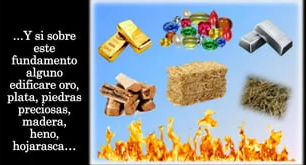 ...Y si sobre
este
fundamento
alguno
edificare oro,
plata, piedras
preciosas,
madera,
heno,
hojarasca...